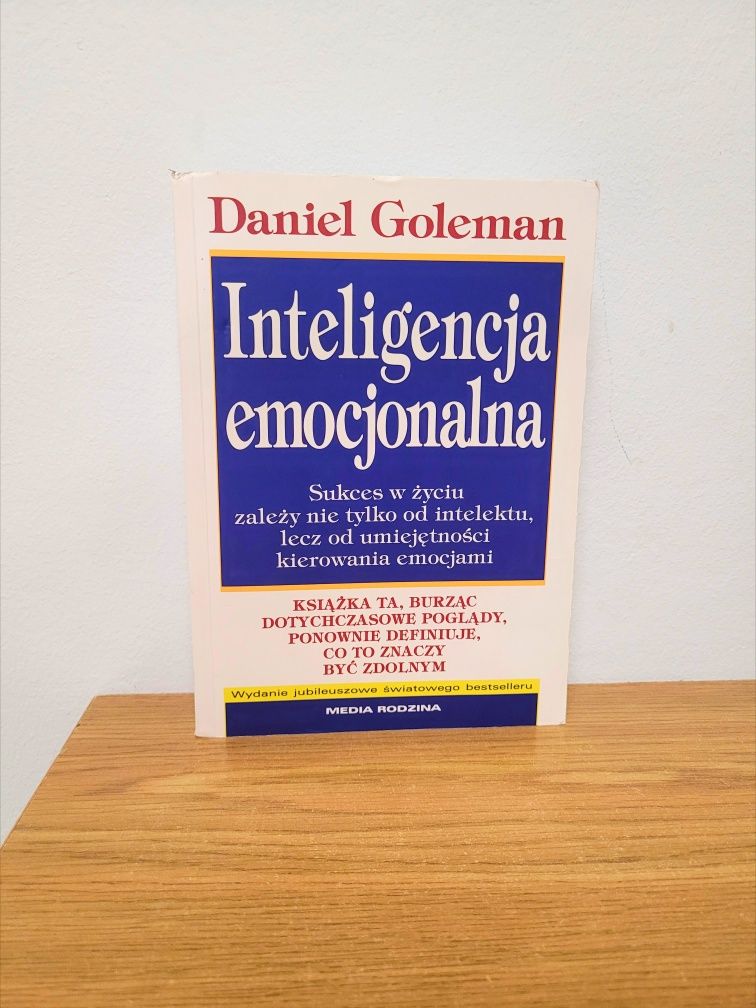 Daniel Goleman
Inteligencja
emocjonalna
Sukces w życiu
zależy nie tylko od intelektu,
lecz od umiejętności
kierowania emocjami
KSIĄŻKA TA, BURZĄC
DOTYCHCZASOWE POGLĄDY,
PONOWNIE DEFINIUJE,
CO TO ZNACZY
BYĆ ZDOLNYM
Wydanie jubileuszowe światowego bestselleru
MEDIA RODZINA